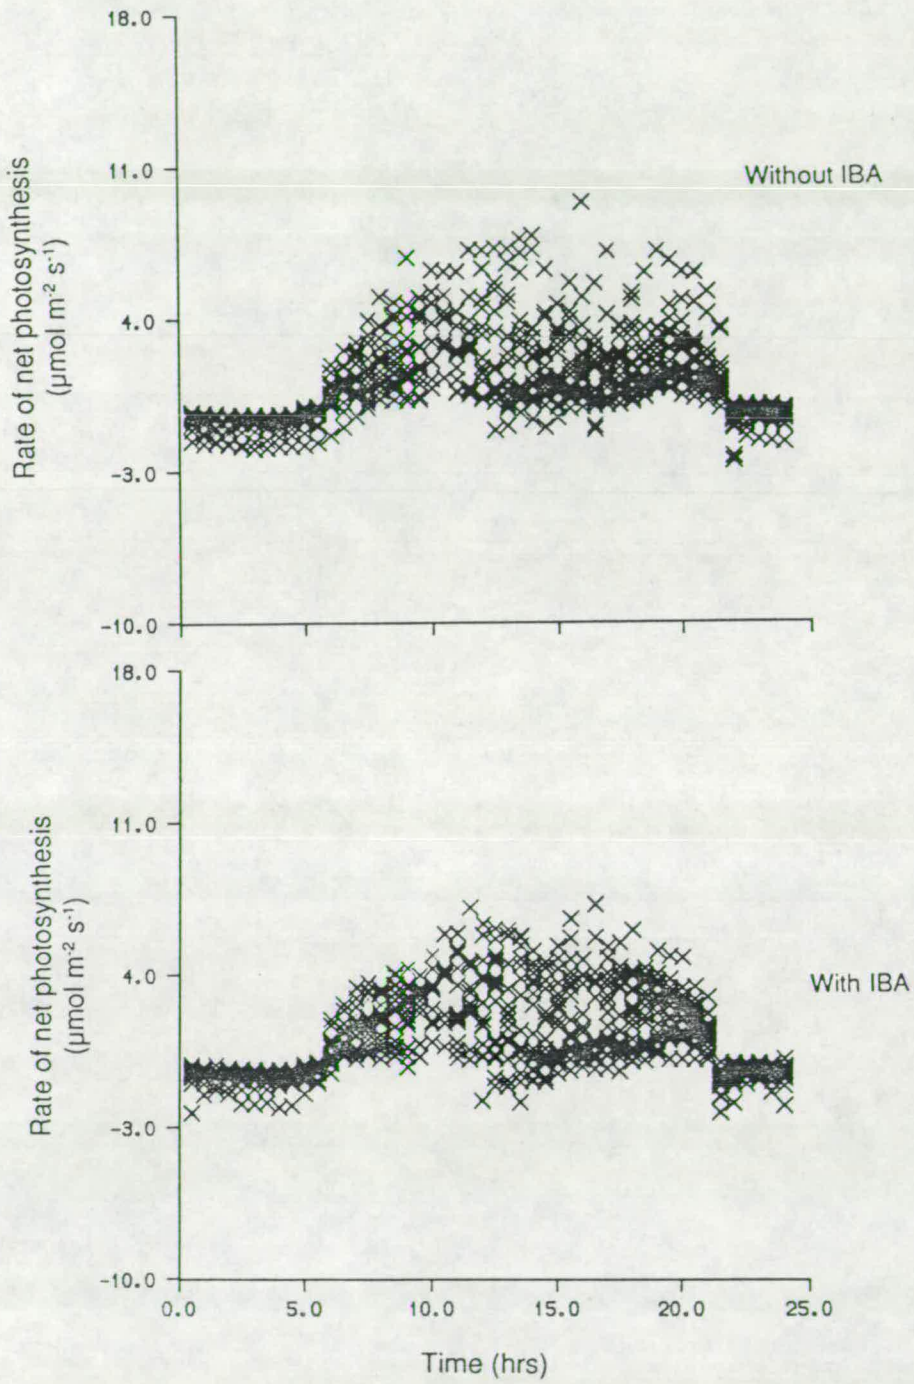 18.0
11.0
Without IBA
Rate of net photosynthesis
(µmol m⁻² s⁻¹)
4.0
-3.0
-10.0
18.0
11.0
Rate of net photosynthesis
(µmol m⁻² s⁻¹)
4.0
With IBA
-3.0
-10.0
0.0 5.0 10.0 15.0 20.0 25.0
Time (hrs)